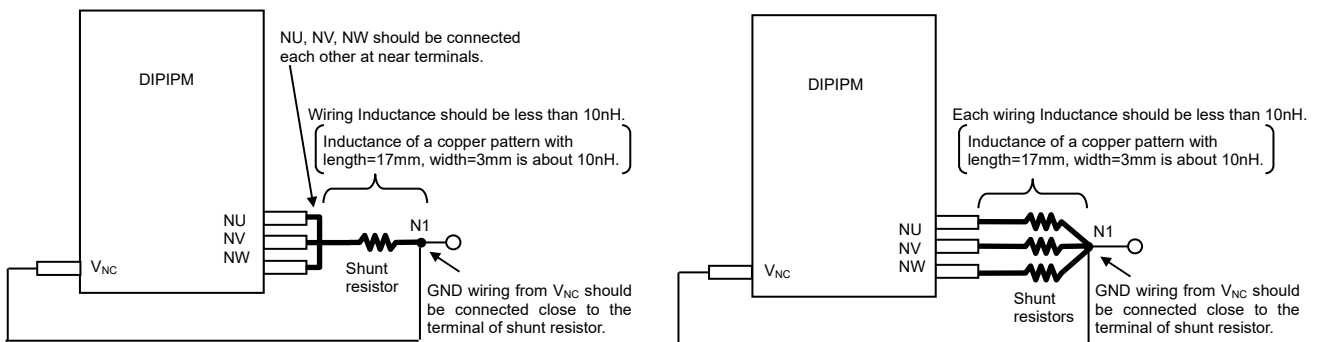 NU, NV, NW should be connected
each other at near terminals.
DIPIPM
Wiring Inductance should be less than 10nH.
Inductance of a copper pattern with
length=17mm, width=3mm is about 10nH.
NU
NV
NW
N1
VNC
Shunt
resistor
GND wiring from VNC should
be connected close to the
terminal of shunt resistor.
DIPIPM
Each wiring Inductance should be less than 10nH.
Inductance of a copper pattern with
length=17mm, width=3mm is about 10nH.
NU
NV
NW
N1
VNC
Shunt
resistors
GND wiring from VNC should
be connected close to the
terminal of shunt resistor.